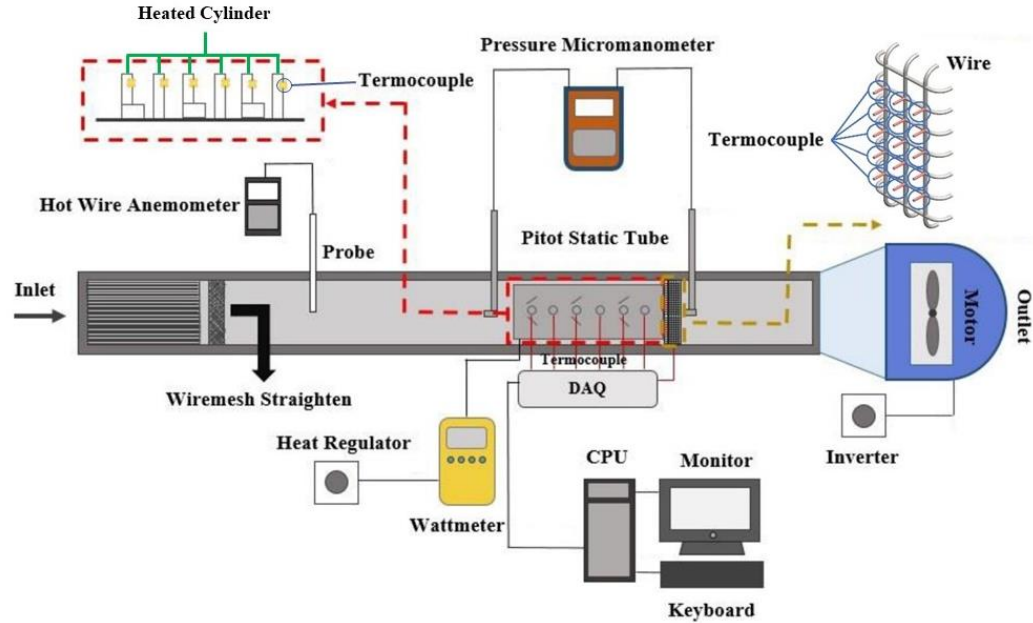 Heated Cylinder
Pressure Micromanometer
Wire
Termocouple
Termocouple
Hot Wire Anemometer
Probe
Pitot Static Tube
Inlet
Motor
Outlet
Termocouple
DAQ
Wiremesh Straighten
Heat Regulator
CPU
Monitor
Inverter
Wattmeter
Keyboard